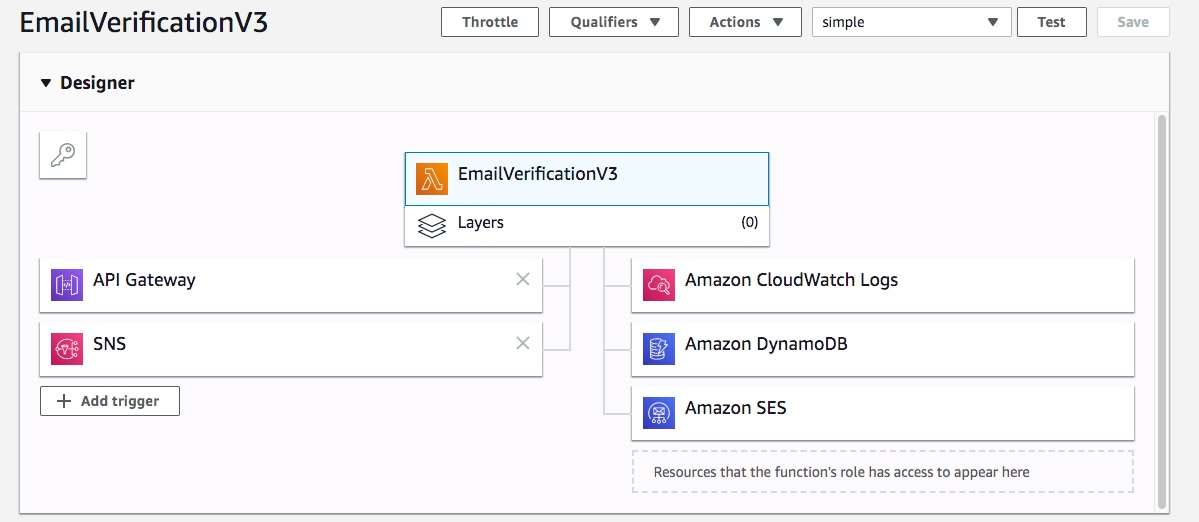 EmailVerificationV3
Throttle
Qualifiers
Actions
simple
Test
Save
Designer
EmailVerificationV3
Layers (0)
API Gateway
SNS
Add trigger
Amazon CloudWatch Logs
Amazon DynamoDB
Amazon SES
Resources that the function's role has access to appear here